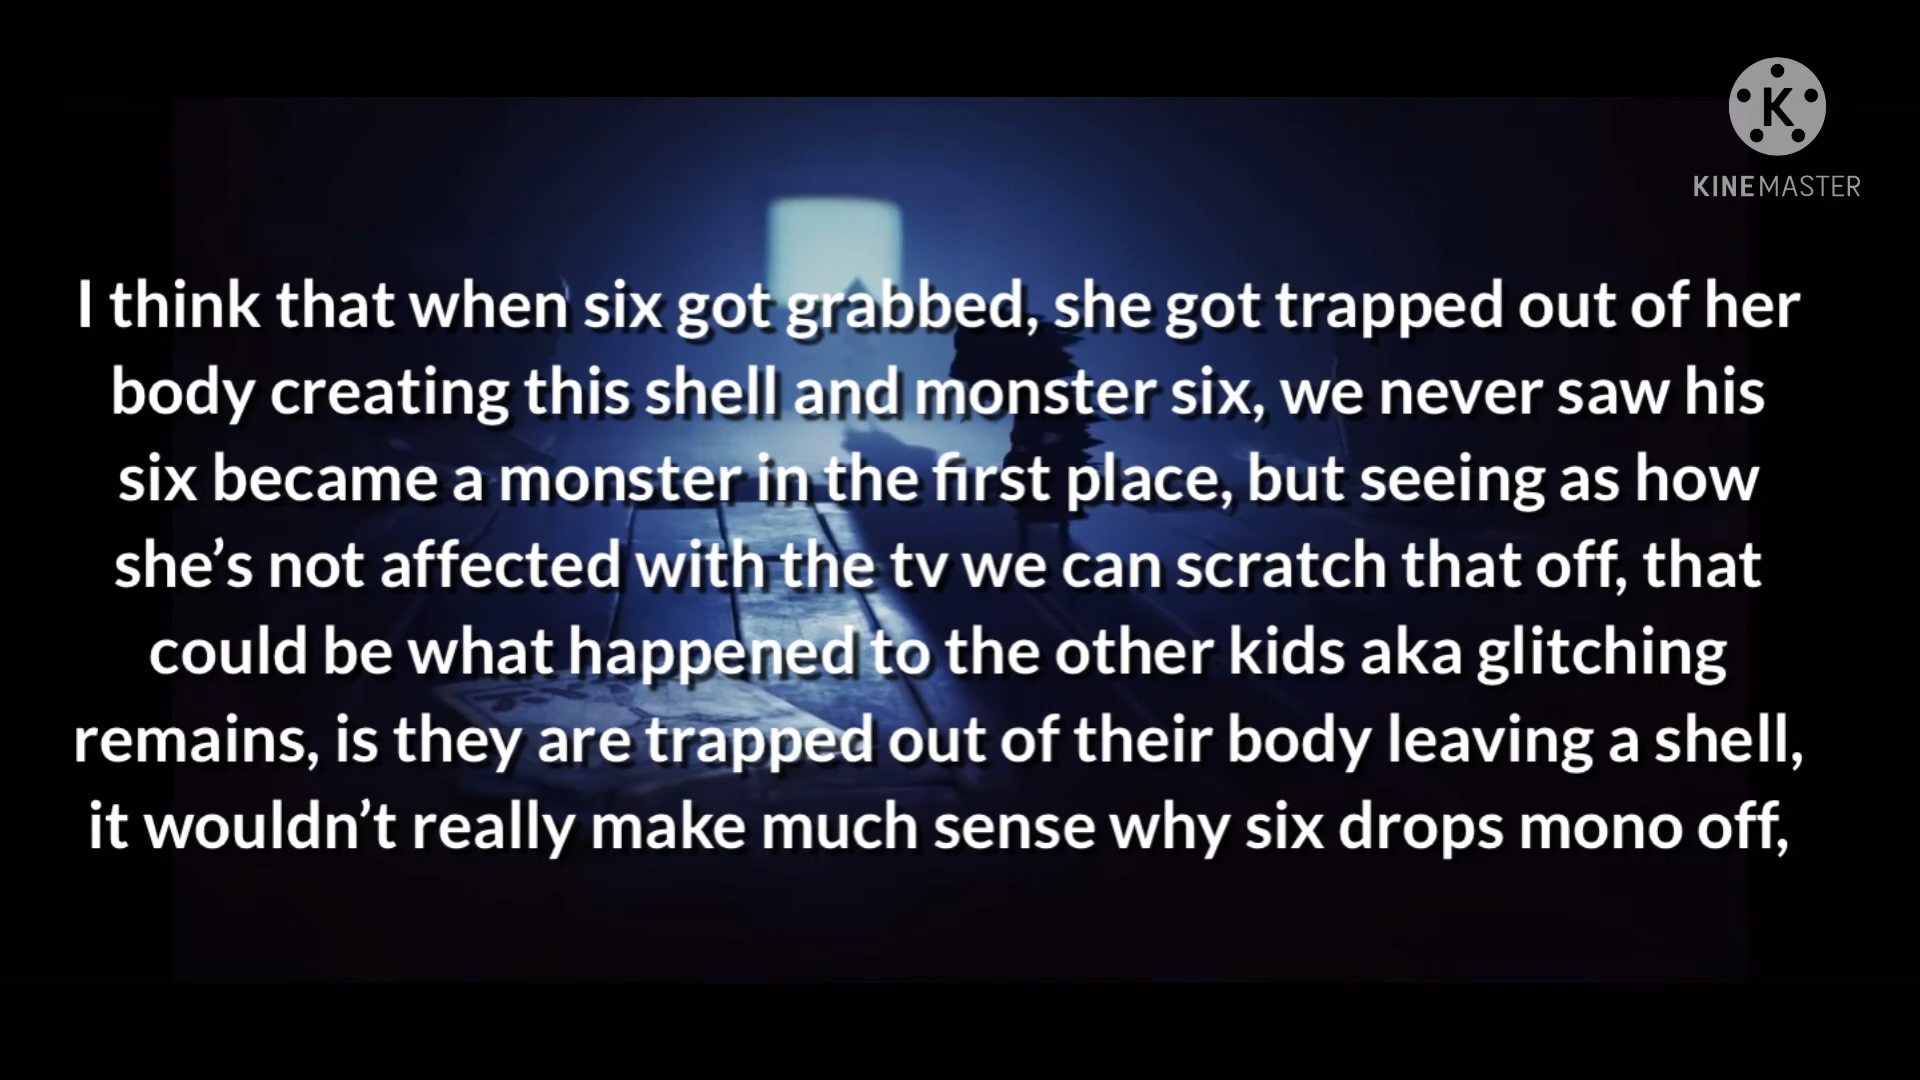 K
KINEMASTER
I think that when six got grabbed, she got trapped out of her
body creating this shell and monster six, we never saw his
six became a monster in the first place, but seeing as how
she’s not affected with the tv we can scratch that off, that
could be what happened to the other kids aka glitching
remains, is they are trapped out of their body leaving a shell,
it wouldn’t really make much sense why six drops mono off,